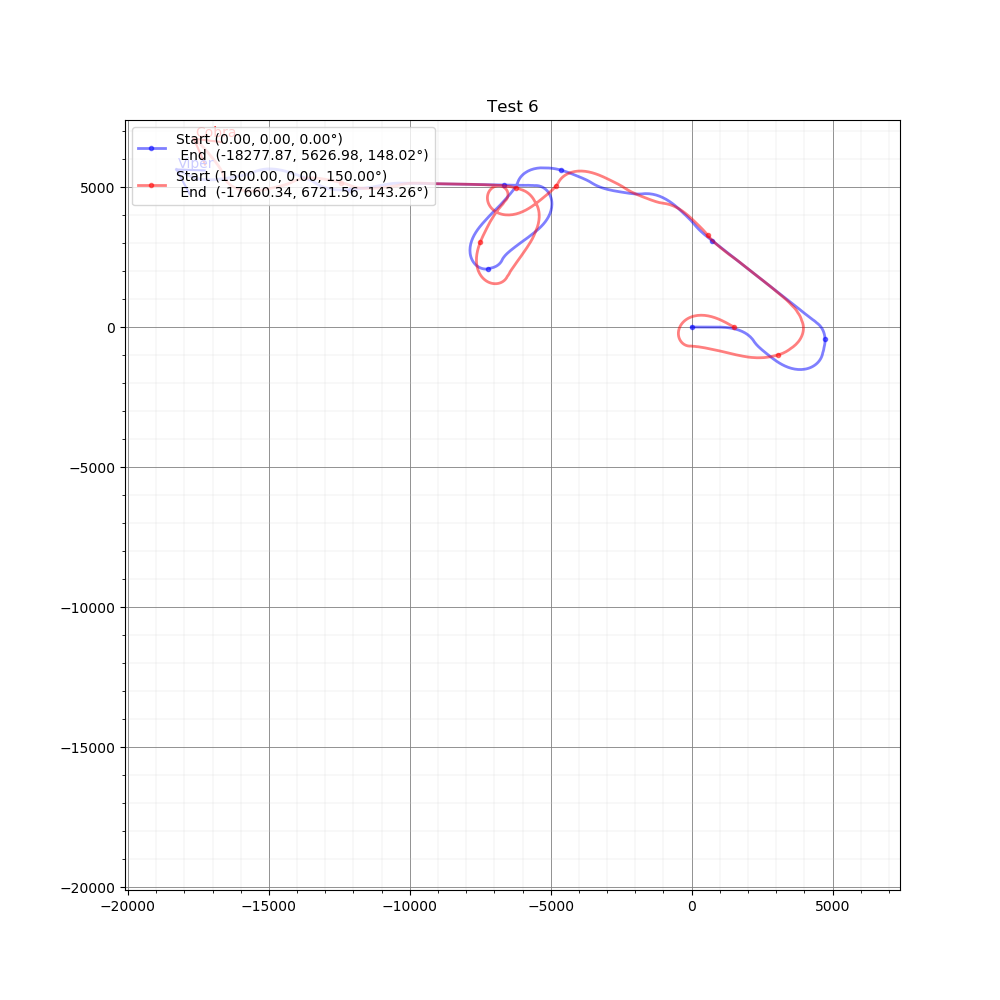 Test 6
Cobra
Viper
Start (0.00, 0.00, 0.00°)
End (-18277.87, 5626.98, 148.02°)
Start (1500.00, 0.00, 150.00°)
End (-17660.34, 6721.56, 143.26°)
5000
0
−5000
−10000
−15000
−20000
−20000 −15000 −10000 −5000 0 5000